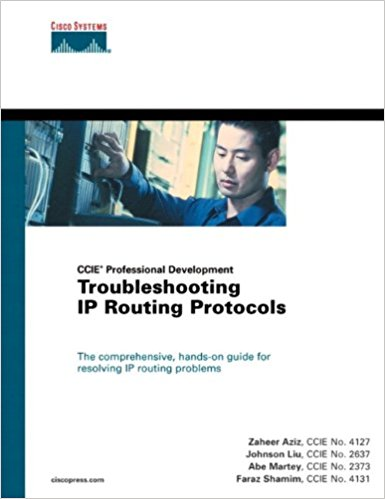 CISCO SYSTEMS
CCIE® Professional Development
Troubleshooting
IP Routing Protocols
The comprehensive, hands-on guide for
resolving IP routing problems
Zaheer Aziz, CCIE No. 4127
Johnson Liu, CCIE No. 2637
Abe Martey, CCIE No. 2373
Faraz Shamim, CCIE No. 4131
ciscopress.com